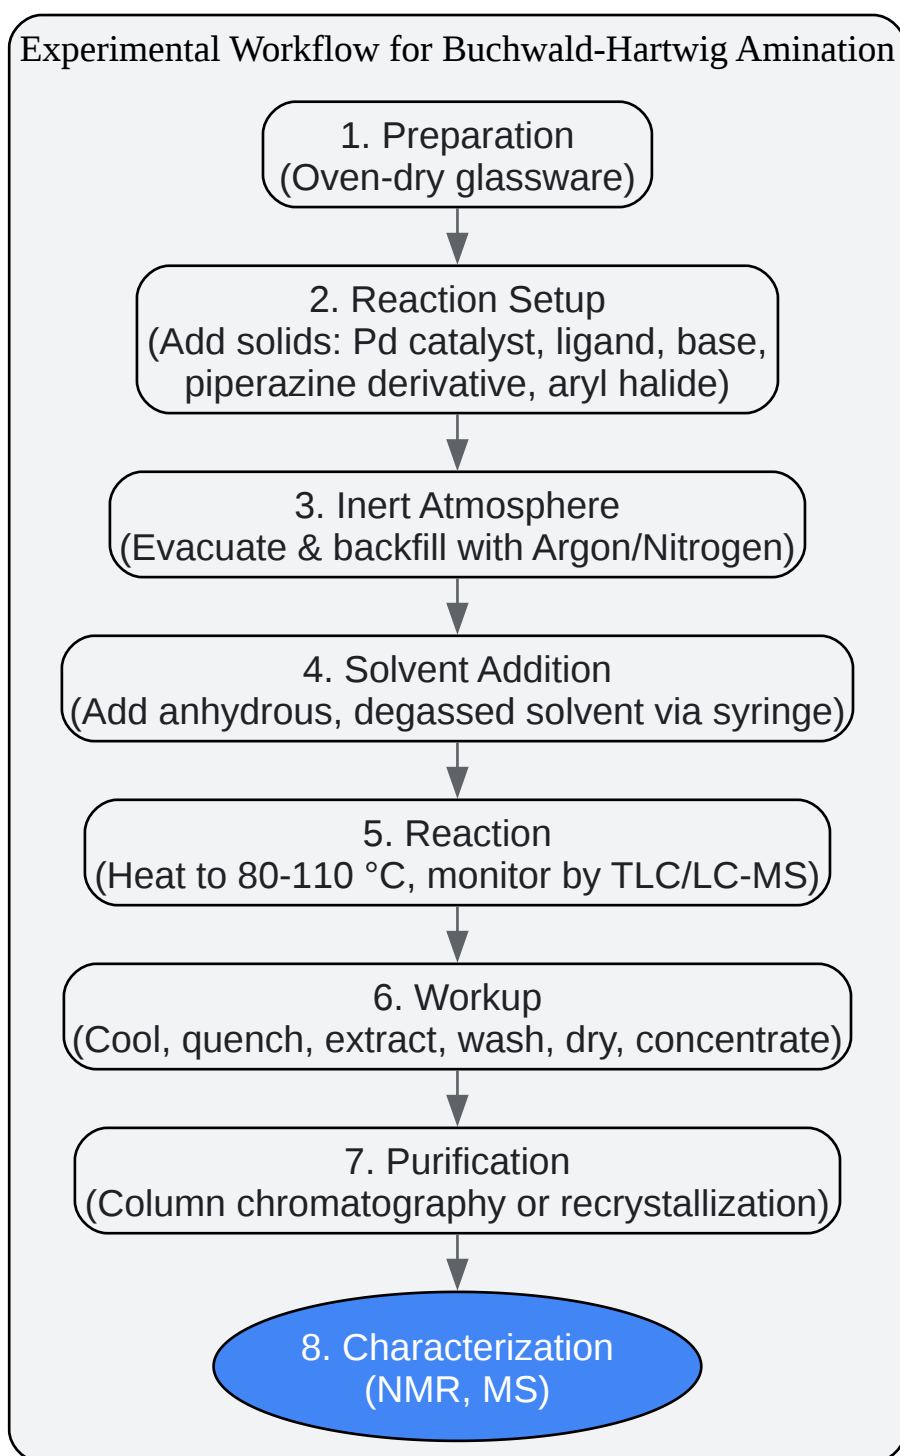 Experimental Workflow for Buchwald-Hartwig Amination
1. Preparation
(Oven-dry glassware)
2. Reaction Setup
(Add solids: Pd catalyst, ligand, base,
piperazine derivative, aryl halide)
3. Inert Atmosphere
(Evacuate & backfill with Argon/Nitrogen)
4. Solvent Addition
(Add anhydrous, degassed solvent via syringe)
5. Reaction
(Heat to 80-110 °C, monitor by TLC/LC-MS)
6. Workup
(Cool, quench, extract, wash, dry, concentrate)
7. Purification
(Column chromatography or recrystallization)
8. Characterization
(NMR, MS)